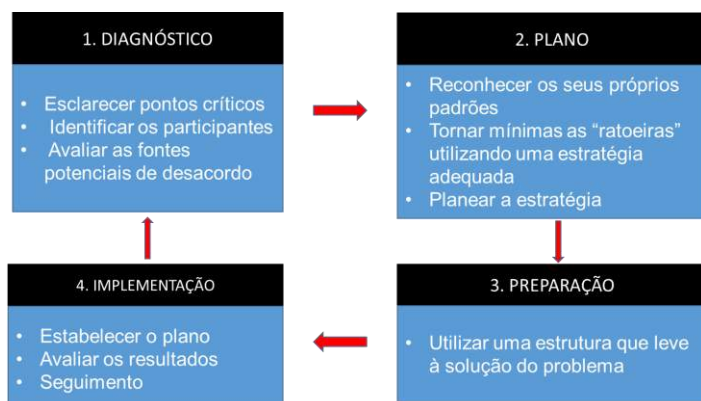 1. DIAGNÓSTICO
• Esclarecer pontos críticos
• Identificar os participantes
• Avaliar as fontes
potenciais de desacordo
2. PLANO
• Reconhecer os seus próprios
padrões
• Tornar mínimas as “ratoeiras”
utilizando uma estratégia
adequada
• Planear a estratégia
3. PREPARAÇÃO
• Utilizar uma estrutura que leve
à solução do problema
4. IMPLEMENTAÇÃO
• Estabelecer o plano
• Avaliar os resultados
• Seguimento